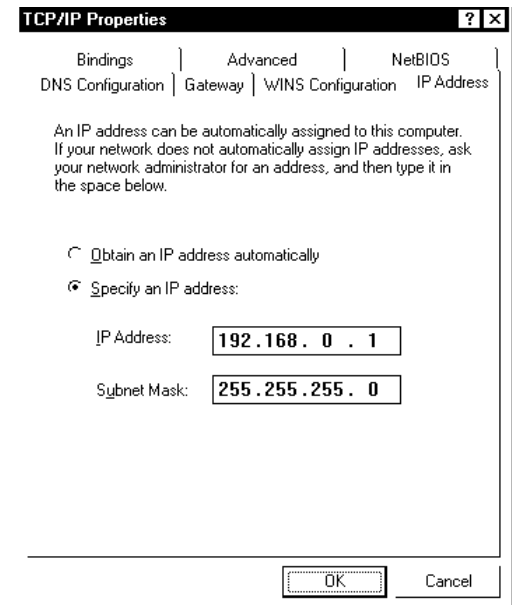 TCP/IP Properties ? ×
Bindings Advanced NetBIOS
DNS Configuration Gateway WINS Configuration IP Address
An IP address can be automatically assigned to this computer.
If your network does not automatically assign IP addresses, ask
your network administrator for an address, and then type it in
the space below.
Obtain an IP address automatically
Specify an IP address:
IP Address: 192.168. 0 . 1
Subnet Mask: 255.255.255. 0
OK Cancel